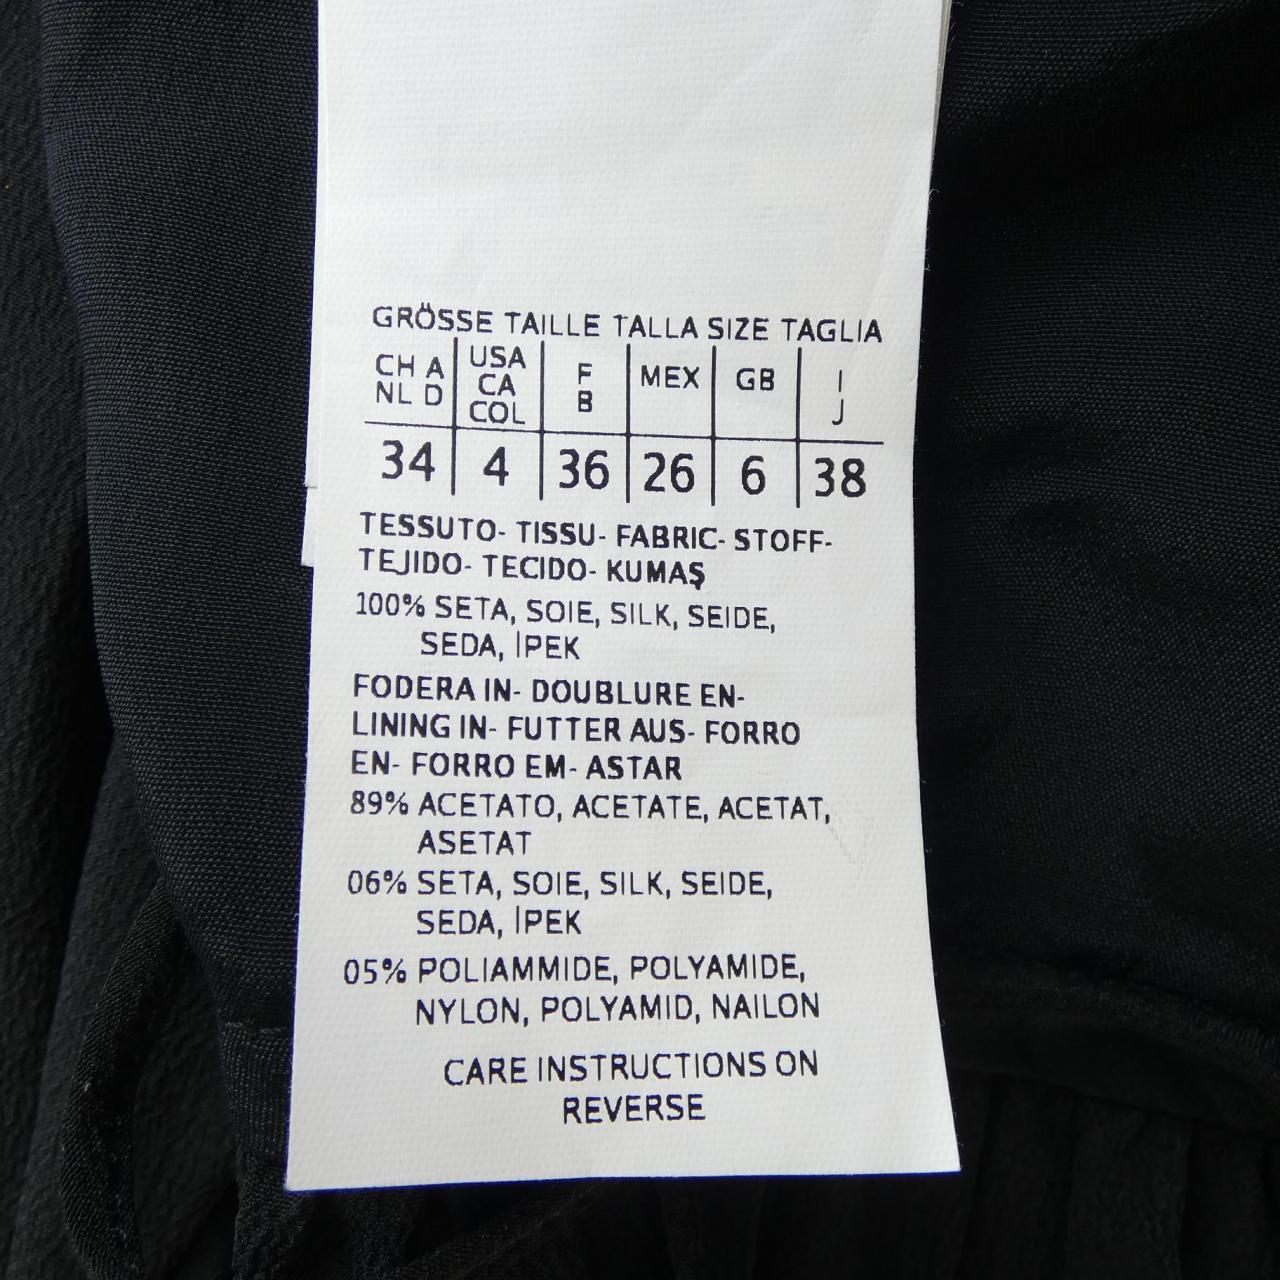 GRÖSSE TAILLE TALLA SIZE TAGLIA
CH A NL D | USA CA COL | F B | MEX | GB | I J
34 | 4 | 36 | 26 | 6 | 38
TESSUTO- TISSU- FABRIC- STOFF-
TEJIDO- TECIDO- KUMAŞ
100% SETA, SOIE, SILK, SEIDE,
SEDA, İPEK
FODERA IN- DOUBLURE EN-
LINING IN- FUTTER AUS- FORRO
EN- FORRO EM- ASTAR
89% ACETATO, ACETATE, ACETAT,
ASETAT
06% SETA, SOIE, SILK, SEIDE,
SEDA, İPEK
05% POLIAMMIDE, POLYAMIDE,
NYLON, POLYAMID, NAILON
CARE INSTRUCTIONS ON
REVERSE